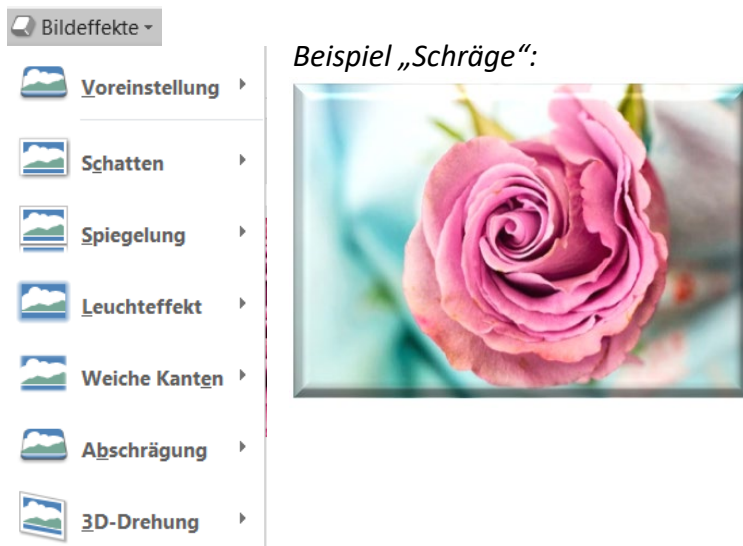 Bildeffekte
Voreinstellung
Schatten
Spiegelung
Leuchteffekt
Weiche Kanten
Abschrägung
3D-Drehung
Beispiel „Schräge“: